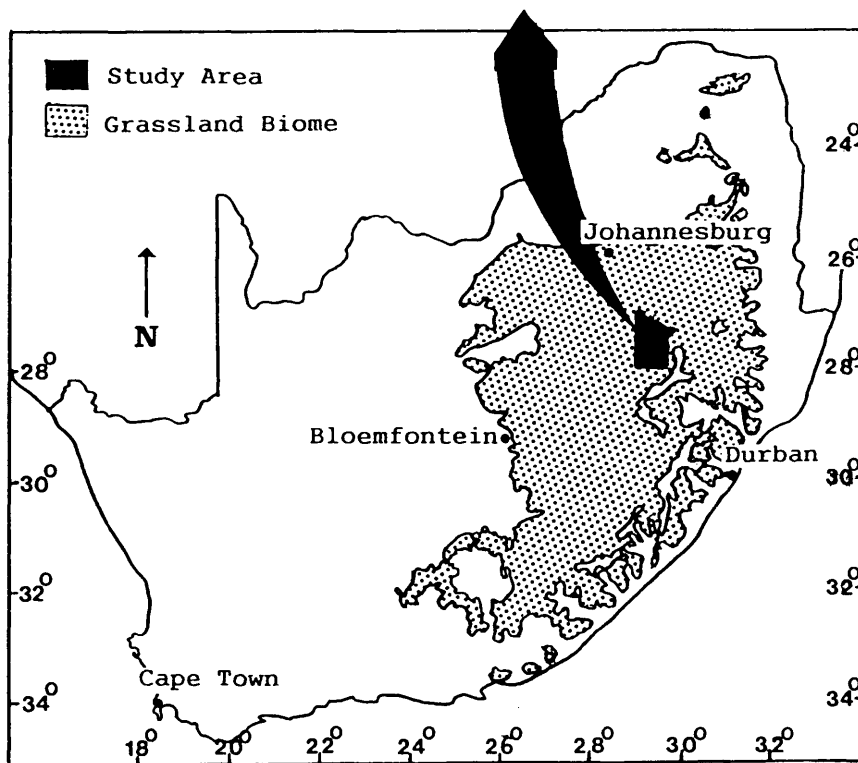 Study Area
Grassland Biome
24°
Johannesburg
26°
N
28°
28°
Bloemfontein
Durban
30°
30°
32°
32°
Cape Town
34°
34°
18°
20°
22°
24°
26°
28°
30°
32°